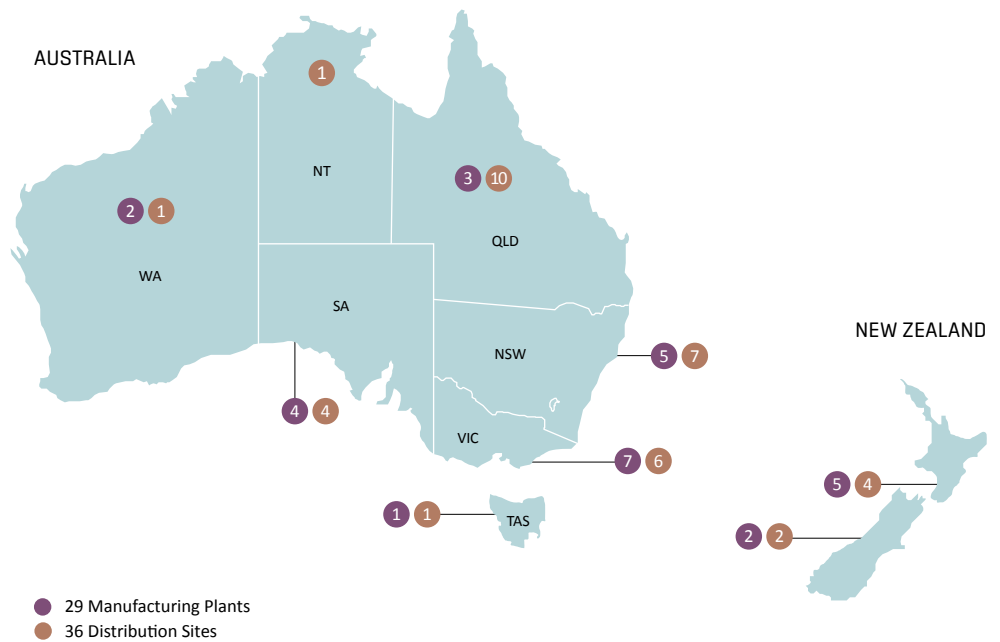 AUSTRALIA
1
NT
3 10
2 1
QLD
WA
SA
NEW ZEALAND
NSW
5 7
4 4
VIC
7 6
5 4
1 1
TAS
2 2
29 Manufacturing Plants
36 Distribution Sites